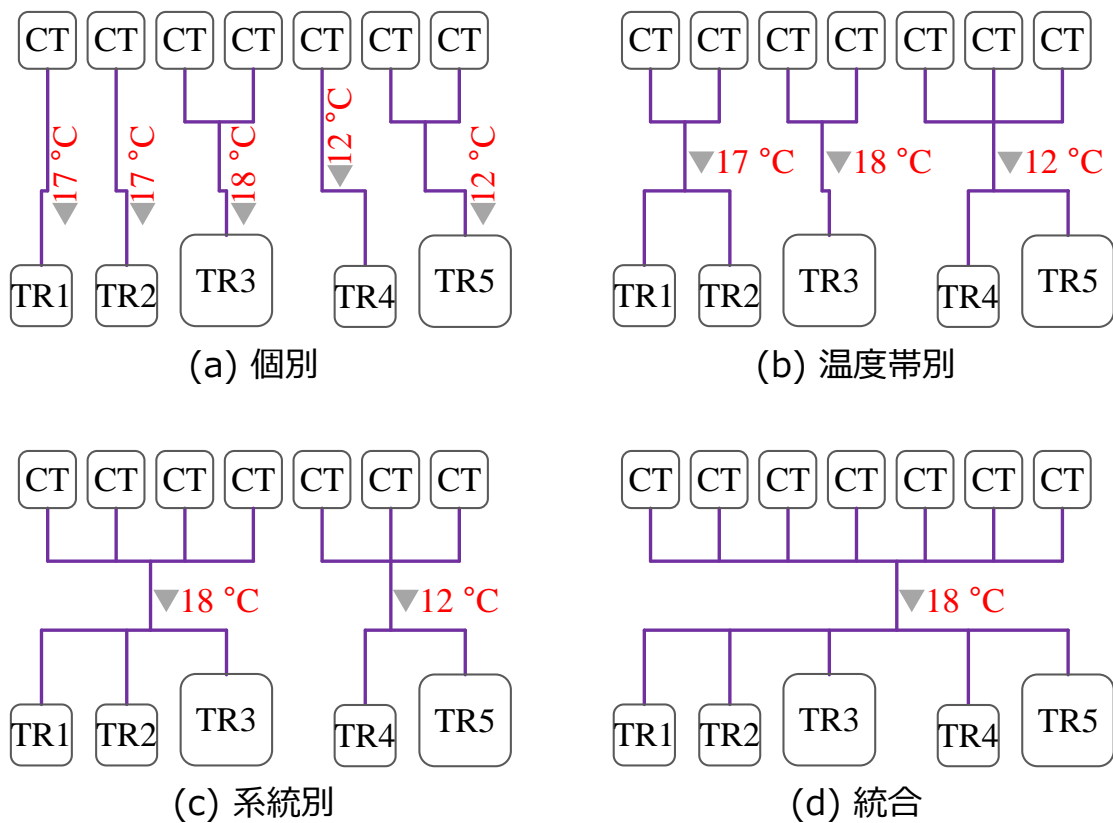 CT CT CT CT CT CT CT
17 °C 17 °C 18 °C 12 °C 12 °C
TR1 TR2 TR3 TR4 TR5
(a) 個別
CT CT CT CT CT CT CT
17 °C 18 °C 12 °C
TR1 TR2 TR3 TR4 TR5
(b) 温度帯別
CT CT CT CT CT CT CT
18 °C 12 °C
TR1 TR2 TR3 TR4 TR5
(c) 系統別
CT CT CT CT CT CT CT
18 °C
TR1 TR2 TR3 TR4 TR5
(d) 統合